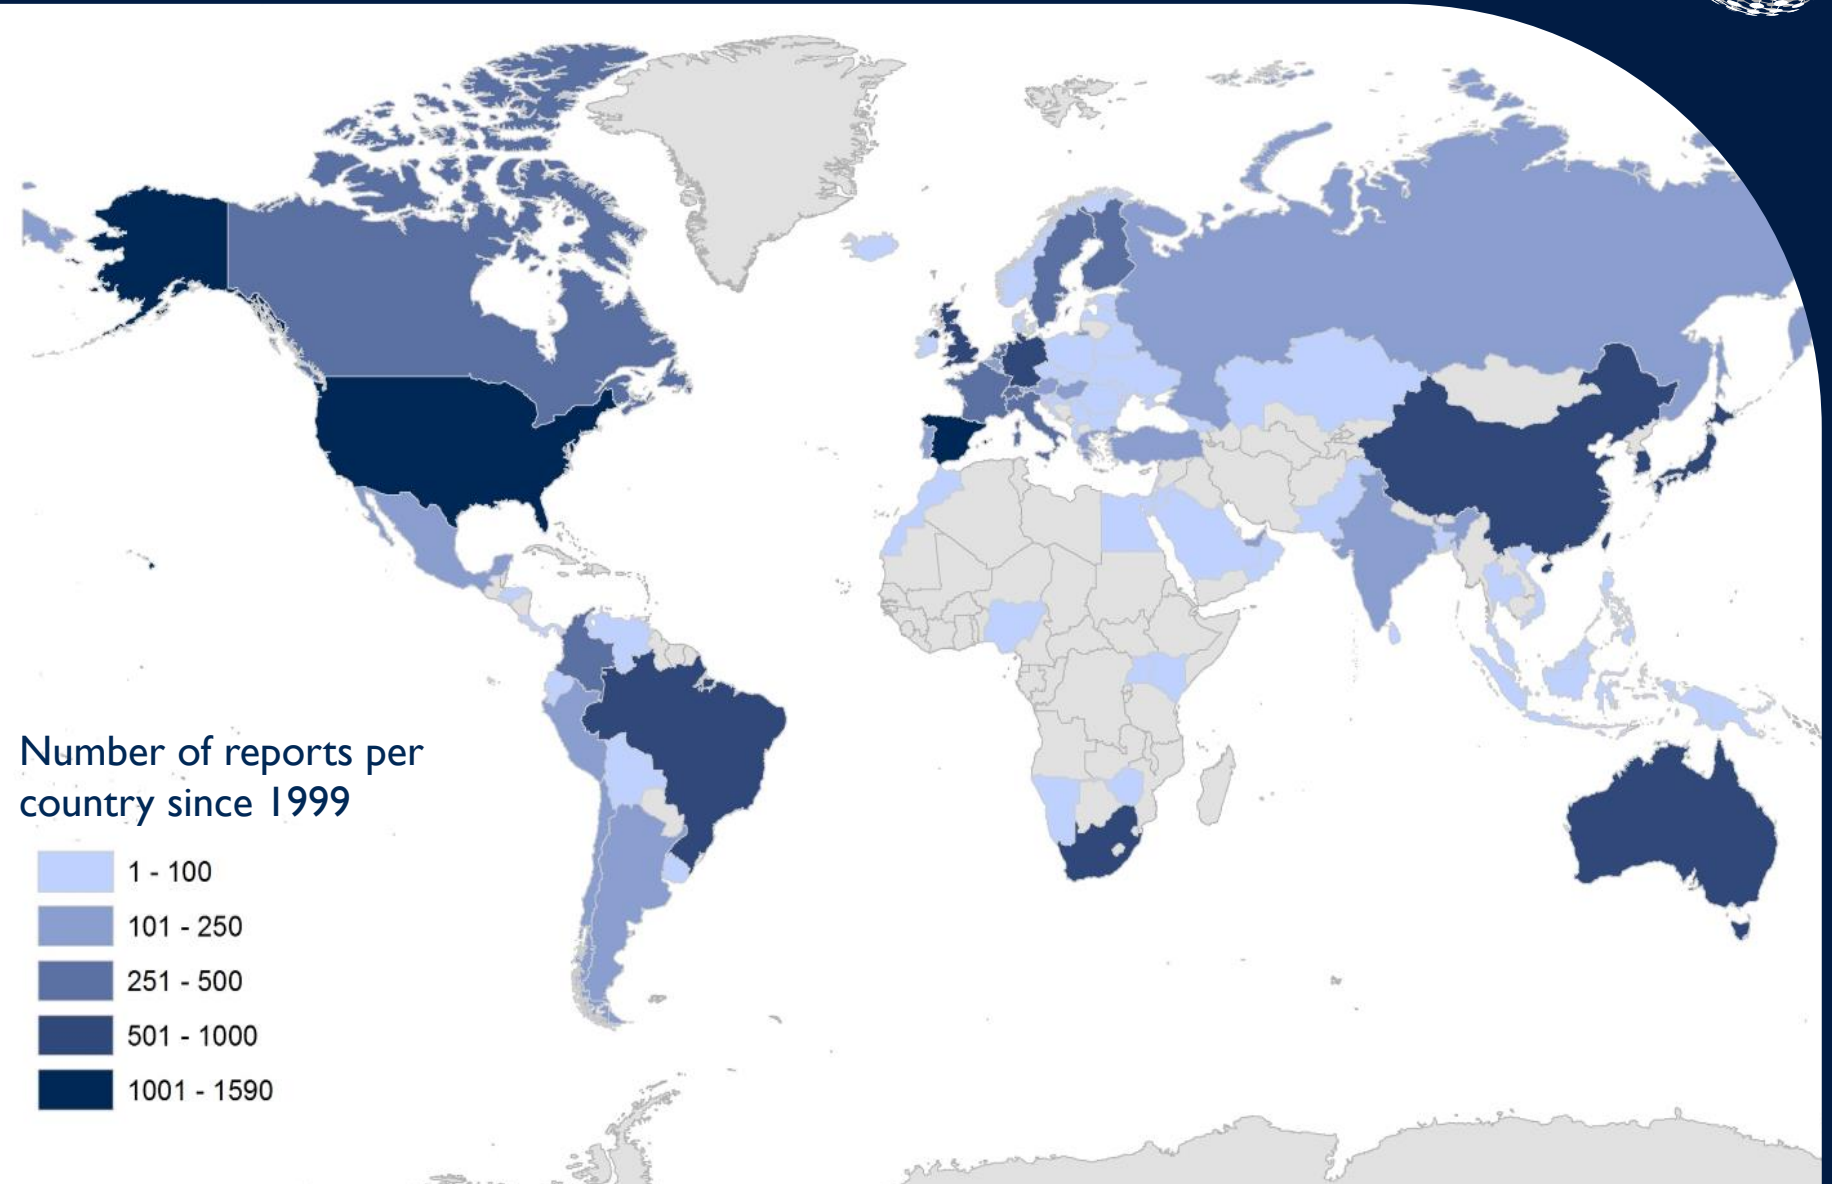 Number of reports per
country since 1999
1 - 100
101 - 250
251 - 500
501 - 1000
1001 - 1590